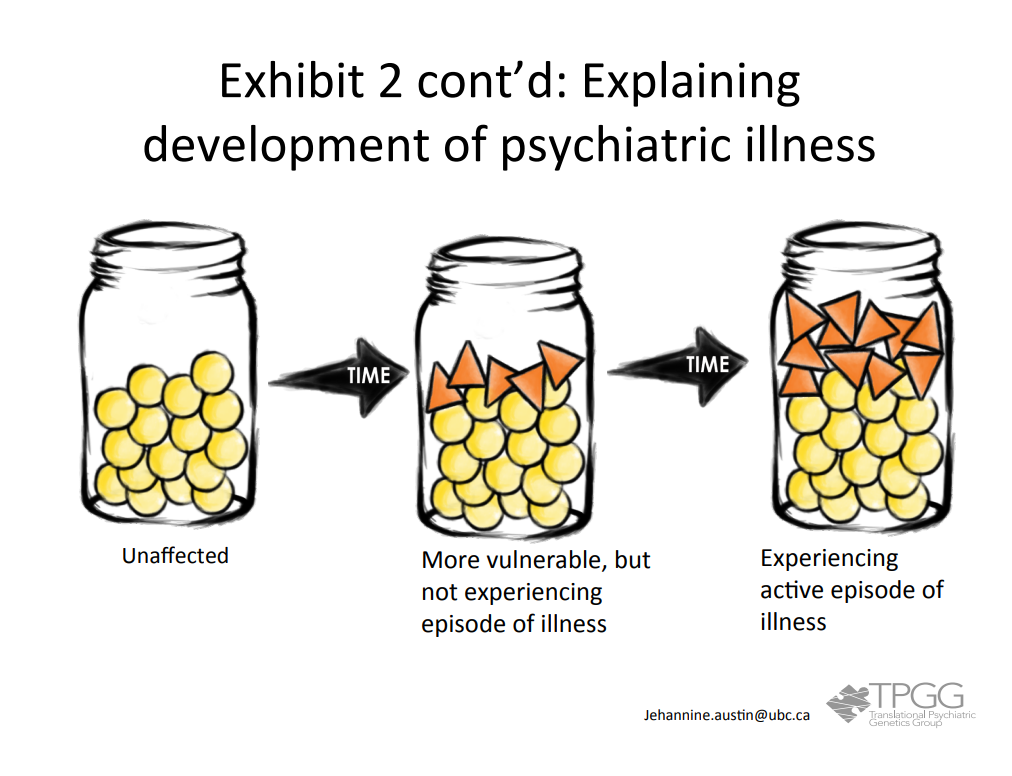 Exhibit 2 cont’d: Explaining
development of psychiatric illness
TIME
TIME
Unaffected
More vulnerable, but
not experiencing
episode of illness
Experiencing
active episode of
illness
Jehannine.austin@ubc.ca
TPGG
Translational Psychiatric
Genetics Group